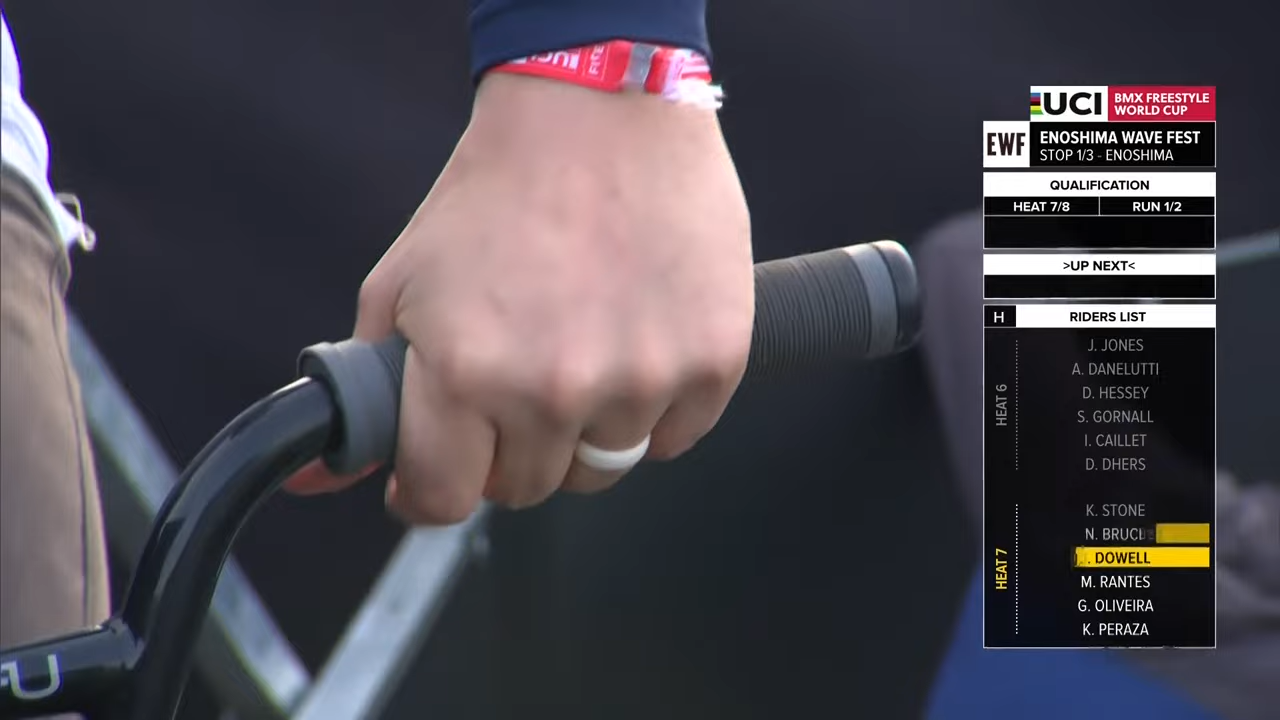 FISE
UCI BMX FREESTYLE
WORLD CUP
EWF ENOSHIMA WAVE FEST
STOP 1/3 - ENOSHIMA
QUALIFICATION
HEAT 7/8 RUN 1/2
>UP NEXT<
H RIDERS LIST
HEAT 6
J. JONES
A. DANELUTTI
D. HESSEY
S. GORNALL
I. CAILLET
D. DHERS
HEAT 7
K. STONE
N. BRUCE
DOWELL
M. RANTES
G. OLIVEIRA
K. PERAZA